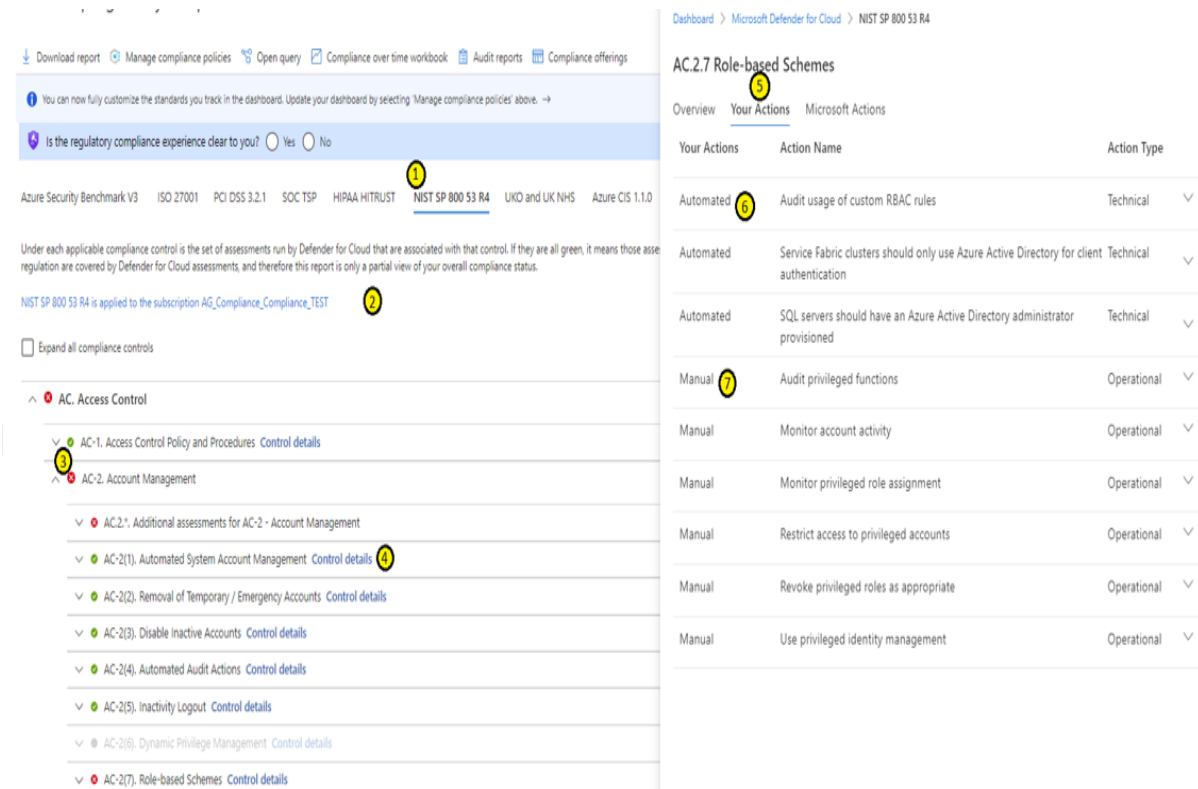 Download report Manage compliance policies Open query Compliance over time workbook Audit reports Compliance offerings
You can now fully customize the standards you track in the dashboard. Update your dashboard by selecting 'Manage compliance policies' above. →
Is the regulatory compliance experience clear to you? Yes No
1
Azure Security Benchmark V3 ISO 27001 PCI DSS 3.2.1 SOC TSP HIPAA HITRUST NIST SP 800 53 R4 UKO and UK NHS Azure CIS 1.1.0
Under each applicable compliance control is the set of assessments run by Defender for Cloud that are associated with that control. If they are all green, it means those asse
regulation are covered by Defender for Cloud assessments, and therefore this report is only a partial view of your overall compliance status.
NIST SP 800 53 R4 is applied to the subscription AG_Compliance_Compliance_TEST 2
Expand all compliance controls
AC. Access Control
AC-1. Access Control Policy and Procedures Control details
3
AC-2. Account Management
AC.2.*. Additional assessments for AC-2 - Account Management
AC-2(1). Automated System Account Management Control details 4
AC-2(2). Removal of Temporary / Emergency Accounts Control details
AC-2(3). Disable Inactive Accounts Control details
AC-2(4). Automated Audit Actions Control details
AC-2(5). Inactivity Logout Control details
AC-2(6). Dynamic Privilege Management Control details
AC-2(7). Role-based Schemes Control details
Dashboard > Microsoft Defender for Cloud > NIST SP 800 53 R4
AC.2.7 Role-based Schemes
5
Overview Your Actions Microsoft Actions
Your Actions Action Name Action Type
Automated 6 Audit usage of custom RBAC rules Technical
Automated Service Fabric clusters should only use Azure Active Directory for client Technical
authentication
Automated SQL servers should have an Azure Active Directory administrator Technical
provisioned
Manual 7 Audit privileged functions Operational
Manual Monitor account activity Operational
Manual Monitor privileged role assignment Operational
Manual Restrict access to privileged accounts Operational
Manual Revoke privileged roles as appropriate Operational
Manual Use privileged identity management Operational